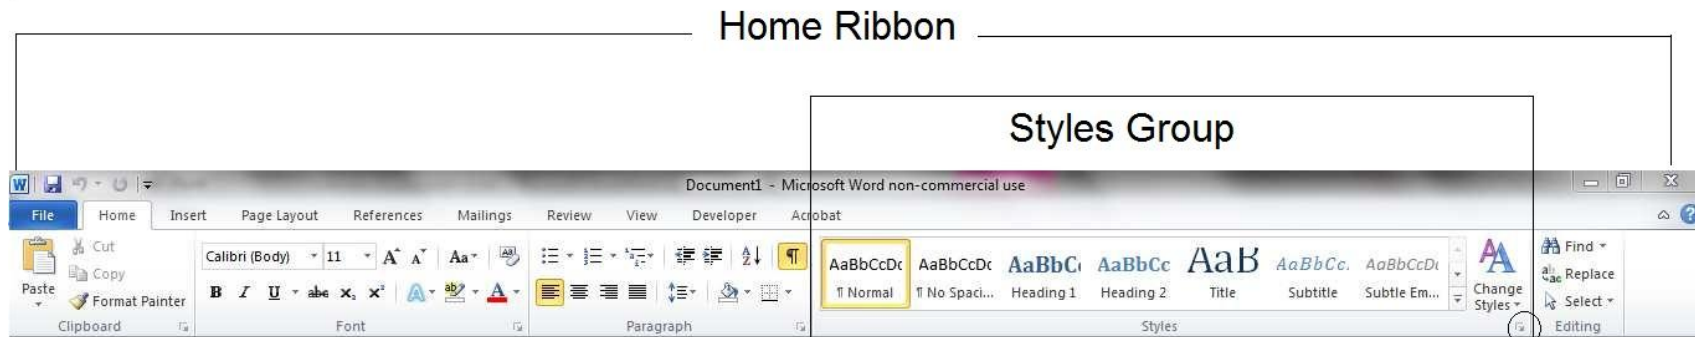 Home Ribbon
Styles Group
W
Document1 - Microsoft Word non-commercial use
File Home Insert Page Layout References Mailings Review View Developer Acrobat
Cut
Copy
Paste
Format Painter
Clipboard
Calibri (Body) 11 A A Aa
B I U abc x₂ x² A ab A
Font
A Z
¶
Paragraph
AaBbCcDc AaBbCcDc AaBbC AaBbCc AaB AaBbCc. AaBbCcDc
¶ Normal ¶ No Spaci... Heading 1 Heading 2 Title Subtitle Subtle Em...
Change
Styles
Styles
Find
Replace
Select
Editing